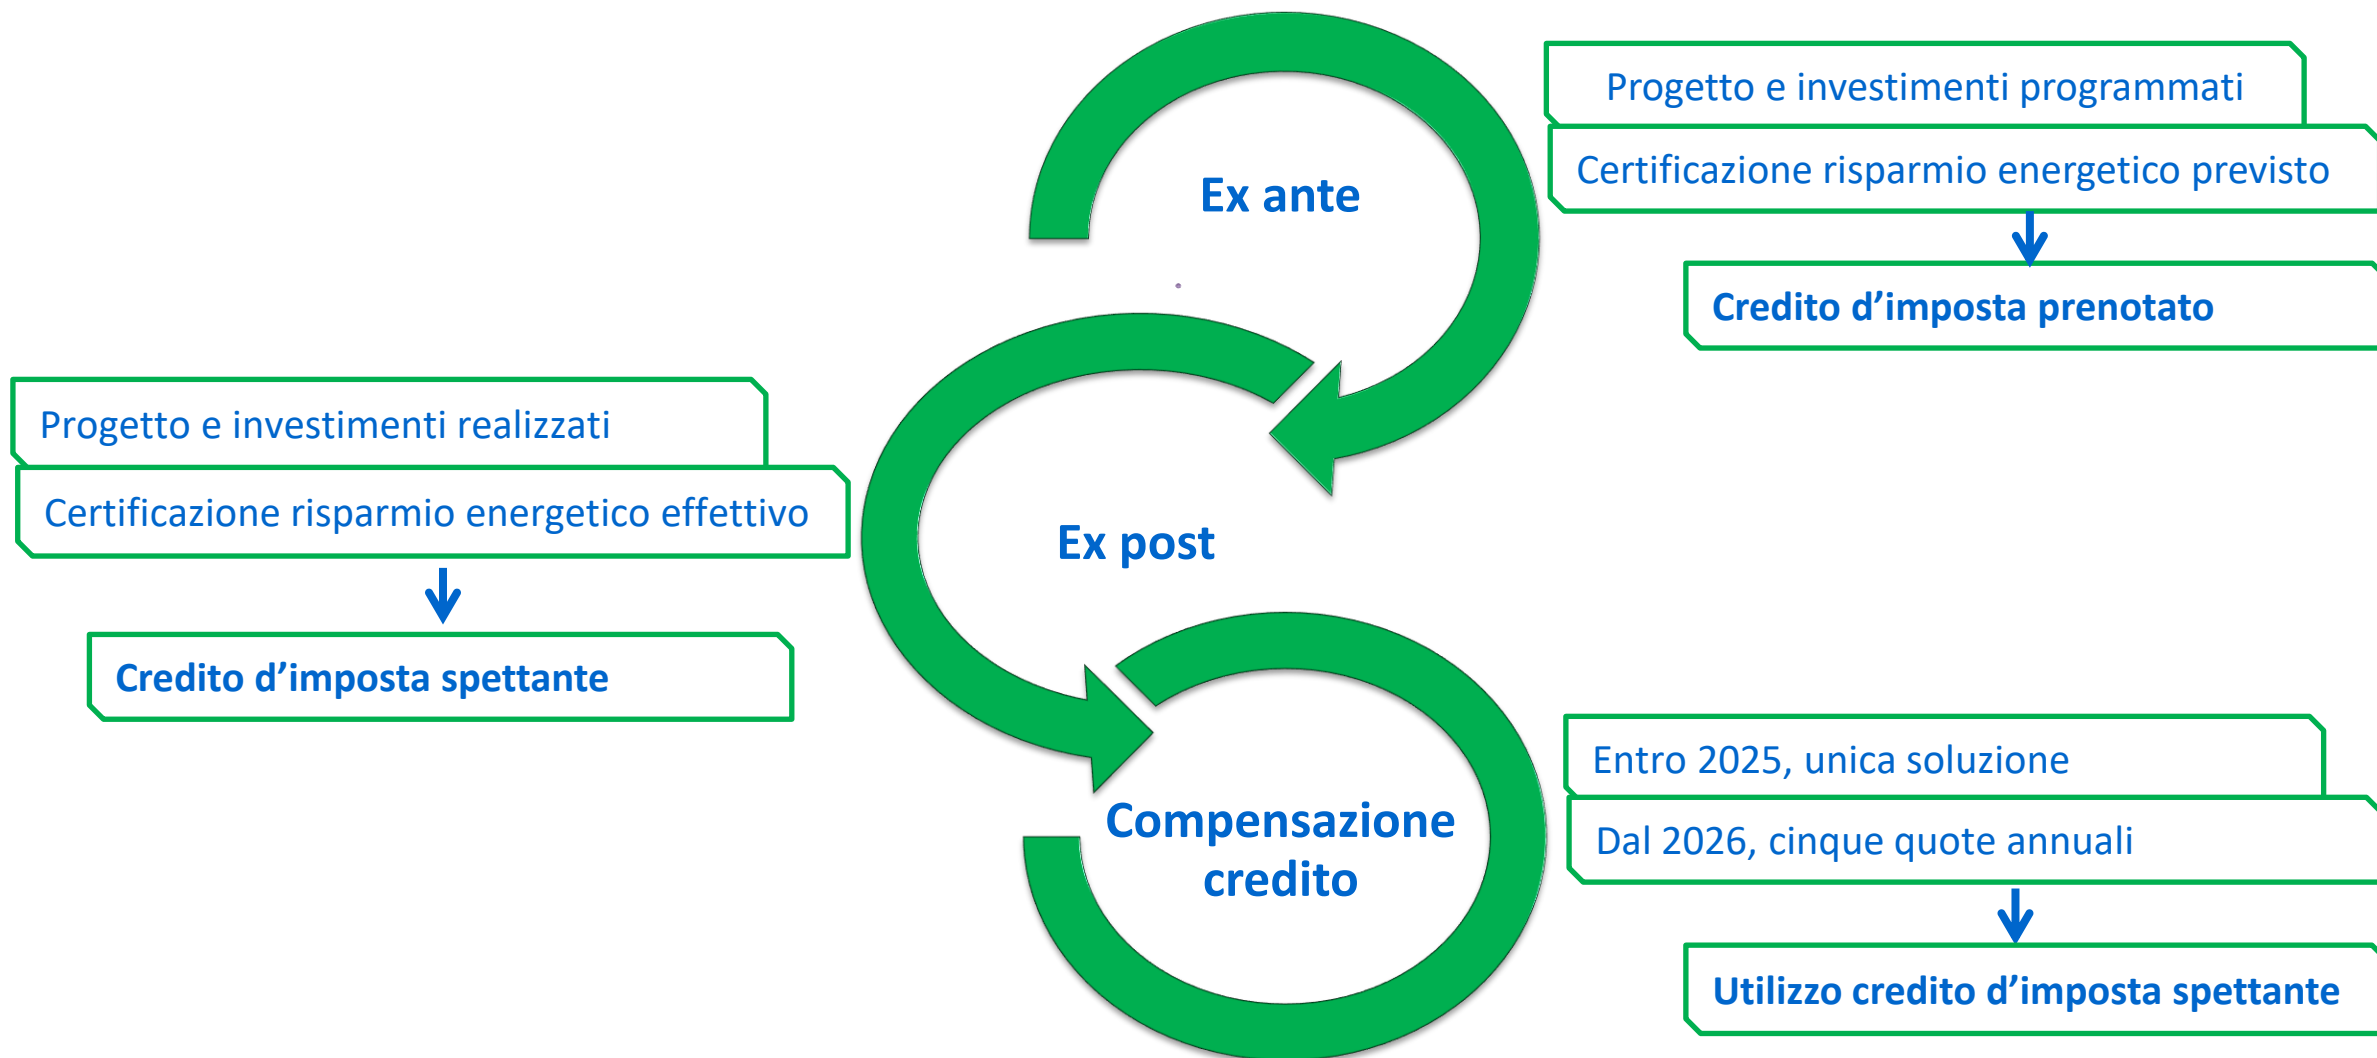 Ex ante
Progetto e investimenti programmati
Certificazione risparmio energetico previsto
Credito d’imposta prenotato
Ex post
Progetto e investimenti realizzati
Certificazione risparmio energetico effettivo
Credito d’imposta spettante
Compensazione
credito
Entro 2025, unica soluzione
Dal 2026, cinque quote annuali
Utilizzo credito d’imposta spettante